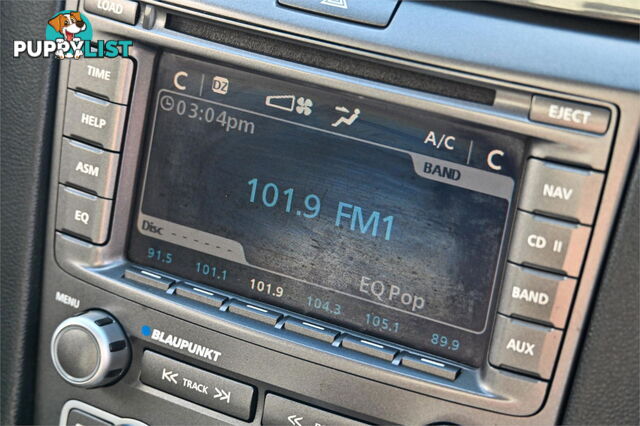 LOAD
PUPPYLIST
TIME
HELP
ASM
EQ
EJECT
NAV
CD II
BAND
AUX
C
DZ
A/C
C
03:04pm
BAND
101.9 FM1
Disc
EQ Pop
91.5 101.1 101.9 104.3 105.1 89.9
MENU
BLAUPUNKT
TRACK